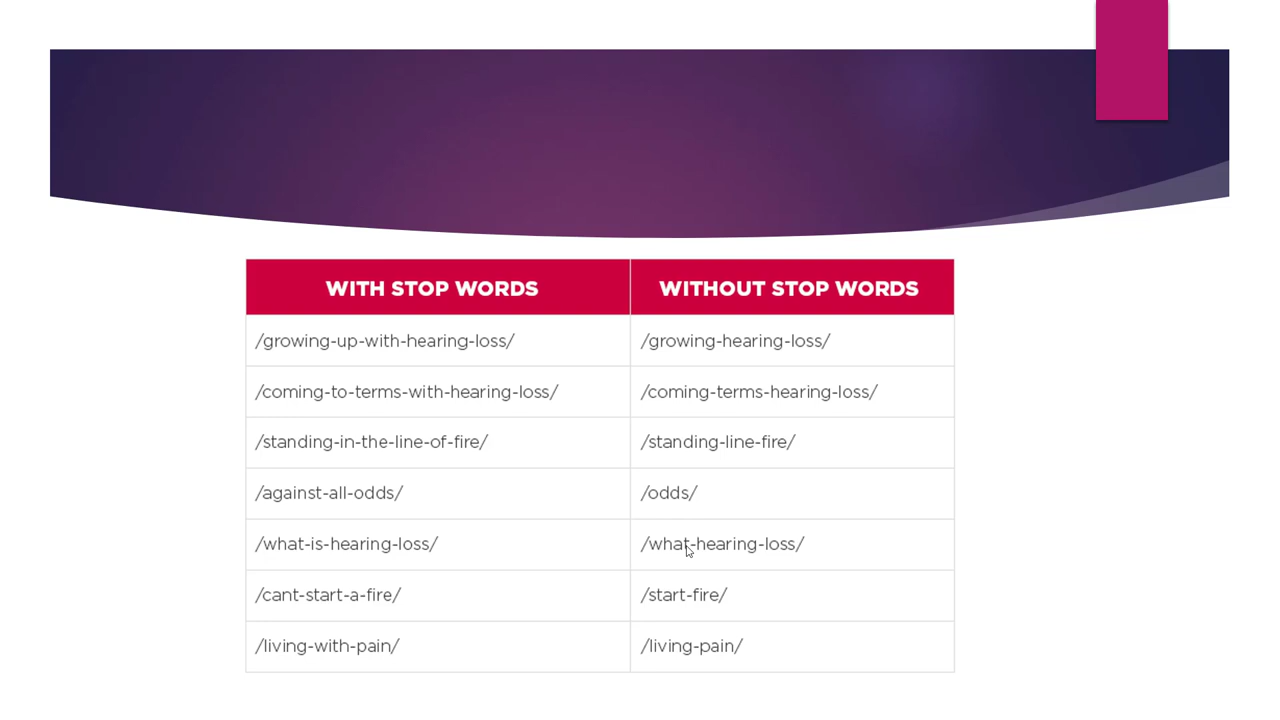 WITH STOP WORDS WITHOUT STOP WORDS
/growing-up-with-hearing-loss/ /growing-hearing-loss/
/coming-to-terms-with-hearing-loss/ /coming-terms-hearing-loss/
/standing-in-the-line-of-fire/ /standing-line-fire/
/against-all-odds/ /odds/
/what-is-hearing-loss/ /what-hearing-loss/
/cant-start-a-fire/ /start-fire/
/living-with-pain/ /living-pain/